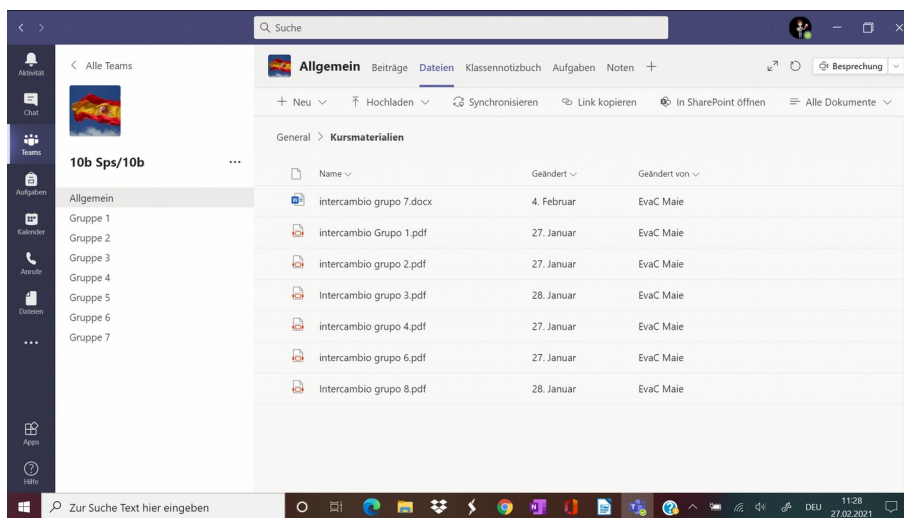 Suche
Aktivität
Chat
Teams
Aufgaben
Kalender
Anrufe
Dateien
Apps
Hilfe
Alle Teams
10b Sps/10b
Allgemein
Gruppe 1
Gruppe 2
Gruppe 3
Gruppe 4
Gruppe 5
Gruppe 6
Gruppe 7
Allgemein Beiträge Dateien Klassennotizbuch Aufgaben Noten Besprechung
Neu Hochladen Synchronisieren Link kopieren In SharePoint öffnen Alle Dokumente
General > Kursmaterialien
Name Geändert Geändert von
intercambio grupo 7.docx 4. Februar EvaC Maie
intercambio Grupo 1.pdf 27. Januar EvaC Maie
intercambio grupo 2.pdf 27. Januar EvaC Maie
Intercambio grupo 3.pdf 28. Januar EvaC Maie
intercambio grupo 4.pdf 27. Januar EvaC Maie
intercambio grupo 6.pdf 27. Januar EvaC Maie
Intercambio grupo 8.pdf 28. Januar EvaC Maie
Zur Suche Text hier eingeben
DEU
11:28
27.02.2021